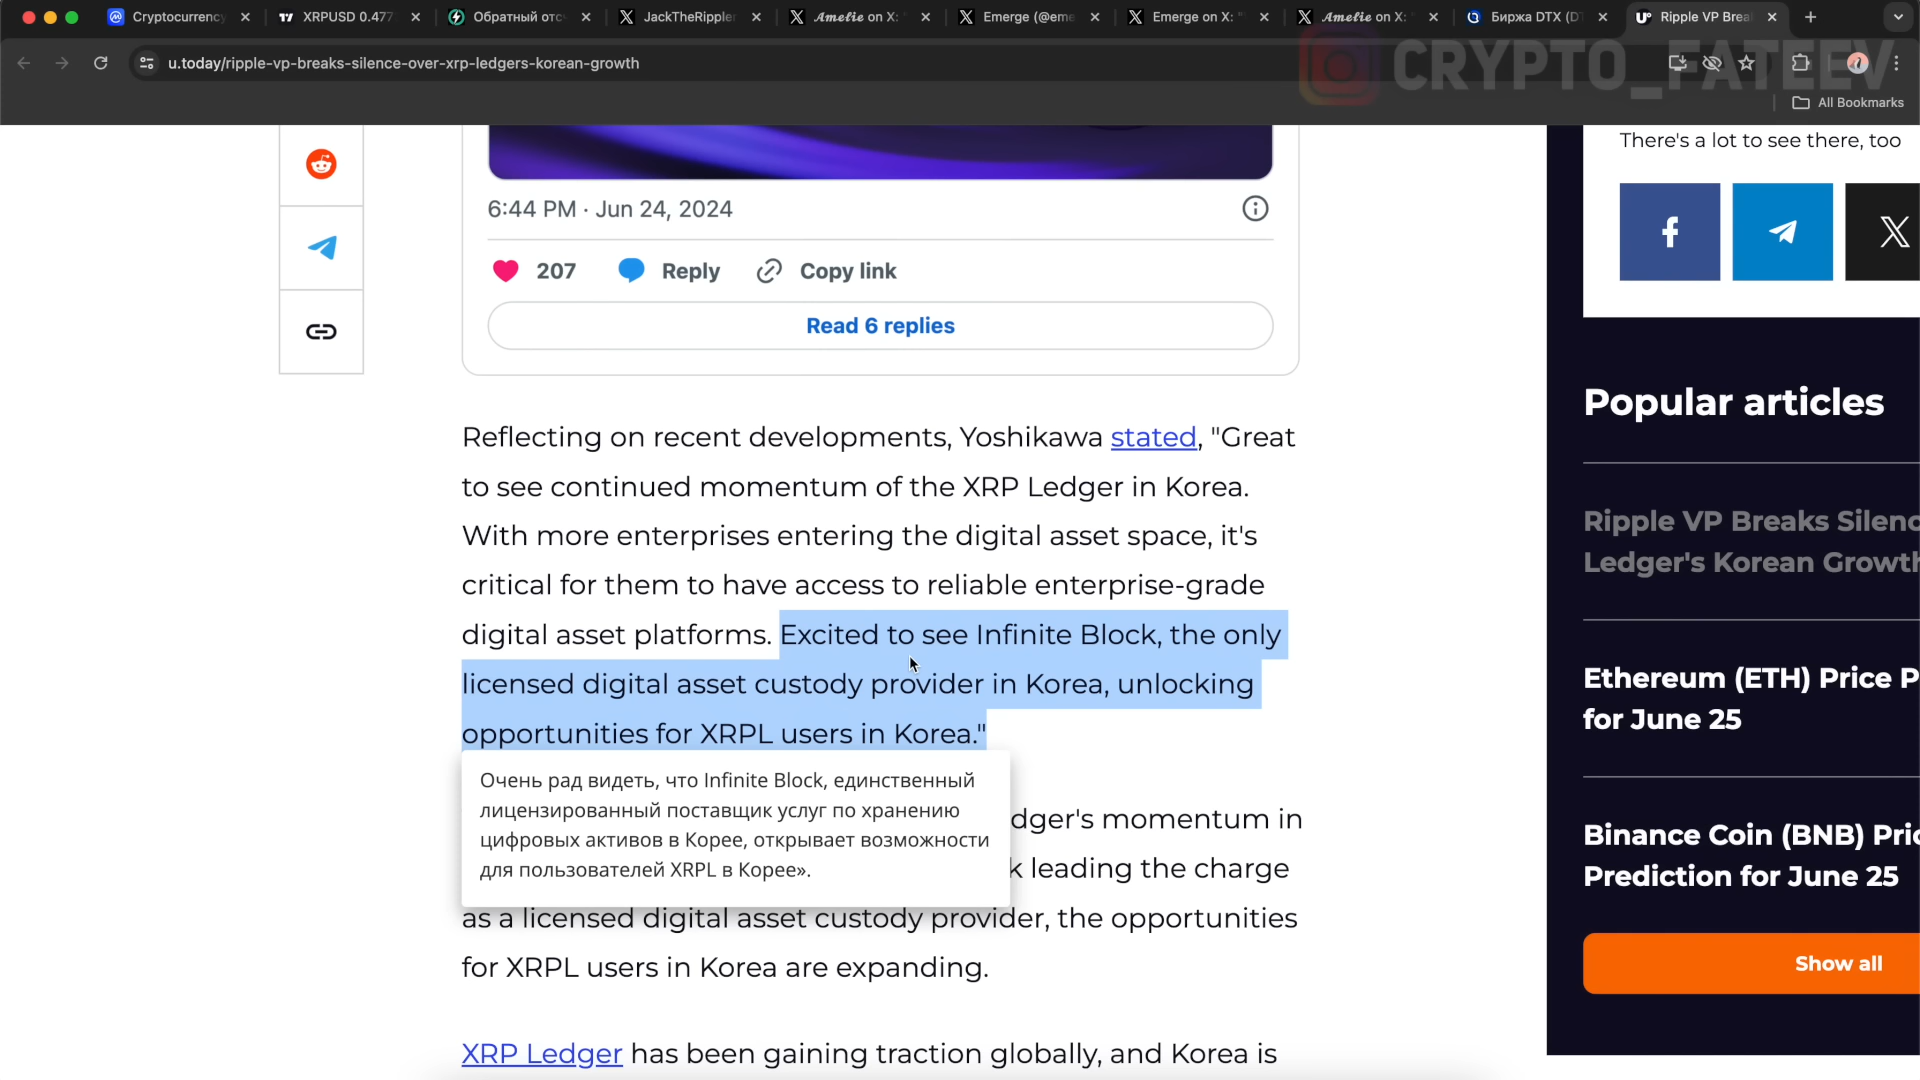 Cryptocurrency
XRPUSD 0.477
Обратный отс
JackTheRippler
Amelie on X:
Emerge (@eme
Emerge on X: "
Amelie on X:
Биржа DTX (D
Ripple VP Brea
u.today/ripple-vp-breaks-silence-over-xrp-ledgers-korean-growth
CRYPTO_FATEEV
All Bookmarks
6:44 PM · Jun 24, 2024
207
Reply
Copy link
Read 6 replies
Reflecting on recent developments, Yoshikawa stated, "Great
to see continued momentum of the XRP Ledger in Korea.
With more enterprises entering the digital asset space, it's
critical for them to have access to reliable enterprise-grade
digital asset platforms. Excited to see Infinite Block, the only
licensed digital asset custody provider in Korea, unlocking
opportunities for XRPL users in Korea."
Очень рад видеть, что Infinite Block, единственный
лицензированный поставщик услуг по хранению
цифровых активов в Корее, открывает возможности
для пользователей XRPL в Корее».
dger's momentum in
k leading the charge
as a licensed digital asset custody provider, the opportunities
for XRPL users in Korea are expanding.
XRP Ledger has been gaining traction globally, and Korea is
There's a lot to see there, too
Popular articles
Ripple VP Breaks Silenc
Ledger's Korean Growth
Ethereum (ETH) Price P
for June 25
Binance Coin (BNB) Pric
Prediction for June 25
Show all